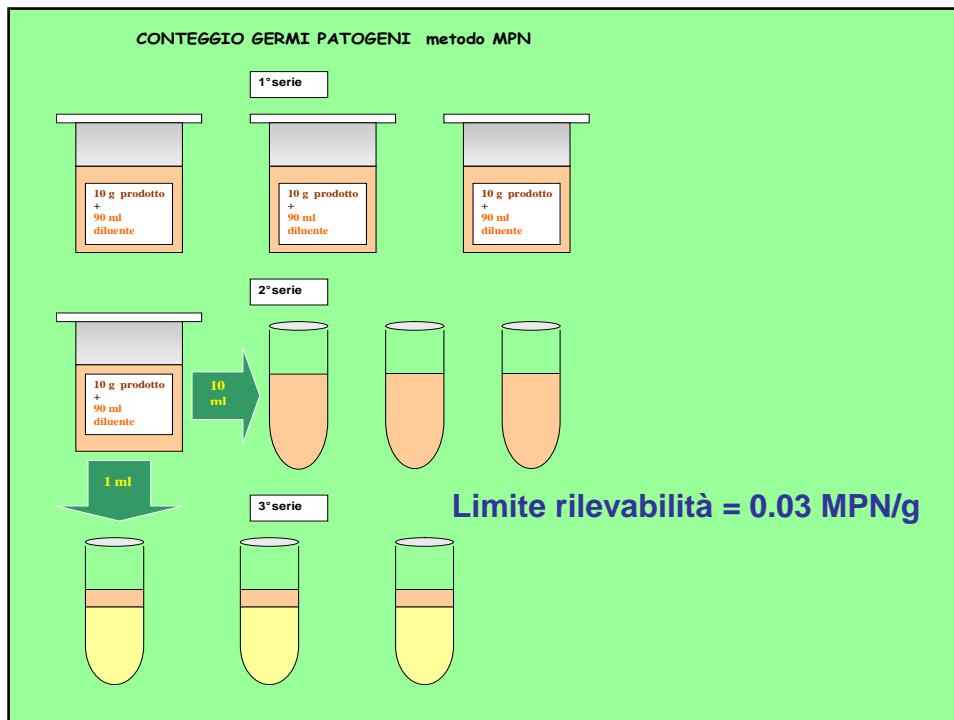 CONTEGGIO GERMI PATOGENI metodo MPN
1°serie
10 g prodotto
+
90 ml
diluente
10 g prodotto
+
90 ml
diluente
10 g prodotto
+
90 ml
diluente
2°serie
10 g prodotto
+
90 ml
diluente
10
ml
1 ml
3°serie
Limite rilevabilità = 0.03 MPN/g